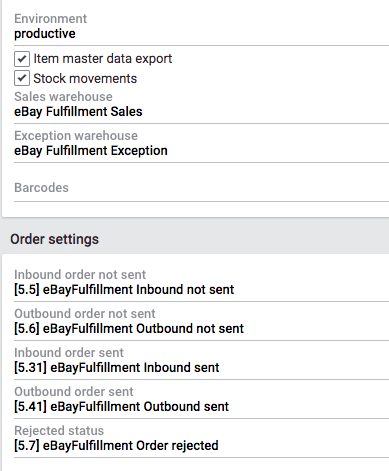 Environment
productive
Item master data export
Stock movements
Sales warehouse
eBay Fulfillment Sales
Exception warehouse
eBay Fulfillment Exception
Barcodes
Order settings
Inbound order not sent
[5.5] eBayFulfillment Inbound not sent
Outbound order not sent
[5.6] eBayFulfillment Outbound not sent
Inbound order sent
[5.31] eBayFulfillment Inbound sent
Outbound order sent
[5.41] eBayFulfillment Outbound sent
Rejected status
[5.7] eBayFulfillment Order rejected